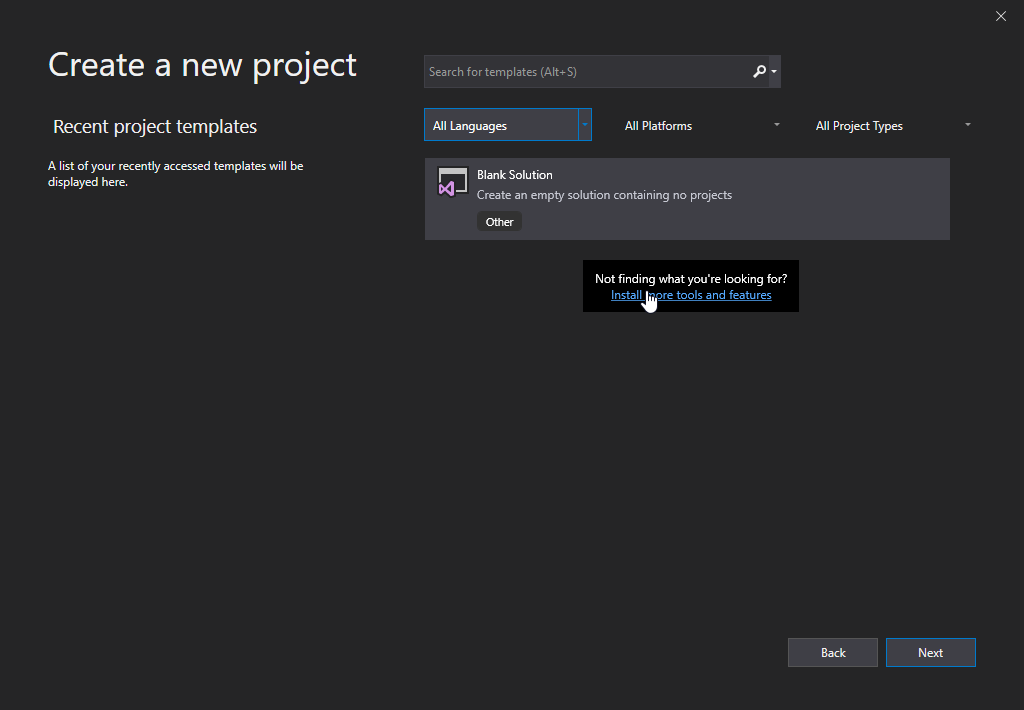 Create a new project
Search for templates (Alt+S)
Recent project templates
All Languages
All Platforms
All Project Types
A list of your recently accessed templates will be
displayed here.
Blank Solution
Create an empty solution containing no projects
Other
Not finding what you're looking for?
Install more tools and features
Back
Next